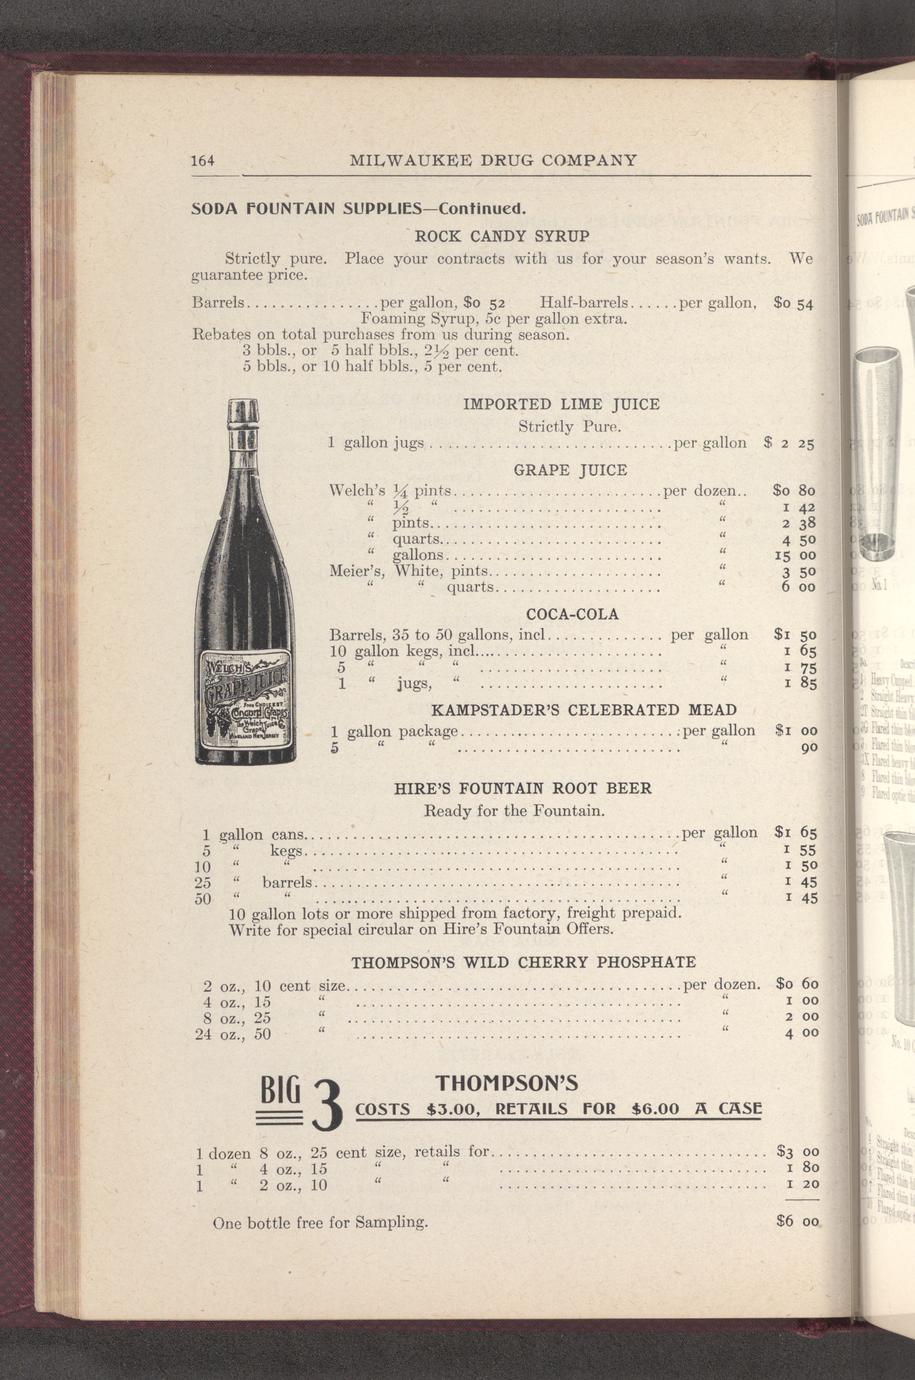 164 MILWAUKEE DRUG COMPANY
SODA FOUNTAIN SUPPLIES—Continued.
ROCK CANDY SYRUP
Strictly pure. Place your contracts with us for your season's wants. We
guarantee price.
Barrels................per gallon, $0 52 Half-barrels......per gallon, $0 54
Foaming Syrup, 5c per gallon extra.
Rebates on total purchases from us during season.
3 bbls., or 5 half bbls., 2½ per cent.
5 bbls., or 10 half bbls., 5 per cent.
IMPORTED LIME JUICE
Strictly Pure.
1 gallon jugs............................per gallon $ 2 25
GRAPE JUICE
Welch's ¼ pints........................per dozen.. $0 80
“ ½ “ ..................... “ 1 42
“ pints........................... “ 2 38
“ quarts.......................... “ 4 50
“ gallons......................... “ 15 00
Meier's, White, pints.................... “ 3 50
“ “ quarts.................... “ 6 00
COCA-COLA
Barrels, 35 to 50 gallons, incl............. per gallon $1 50
10 gallon kegs, incl....................... “ 1 65
5 “ “ “ ...................... “ 1 75
1 “ jugs, “ ...................... “ 1 85
KAMPSTADER'S CELEBRATED MEAD
1 gallon package..........................per gallon $1 00
5 “ “ .......................... “ 90
WELCH'S
GRAPE JUICE
Concord Grapes
The Welch Grape Juice Co.
VINELAND NEW JERSEY
HIRE'S FOUNTAIN ROOT BEER
Ready for the Fountain.
1 gallon cans............................................per gallon $1 65
5 “ kegs............................................ “ 1 55
10 “ “ ........................................... “ 1 50
25 “ barrels........................................... “ 1 45
50 “ “ ........................................... “ 1 45
10 gallon lots or more shipped from factory, freight prepaid.
Write for special circular on Hire's Fountain Offers.
THOMPSON'S WILD CHERRY PHOSPHATE
2 oz., 10 cent size.......................................per dozen. $0 60
4 oz., 15 “ ...................................... “ 1 00
8 oz., 25 “ ...................................... “ 2 00
24 oz., 50 “ ...................................... “ 4 00
BIG 3 THOMPSON'S
COSTS $3.00, RETAILS FOR $6.00 A CASE
1 dozen 8 oz., 25 cent size, retails for................................ $3 00
1 “ 4 oz., 15 “ “ ............................... 1 80
1 “ 2 oz., 10 “ “ ............................... 1 20
One bottle free for Sampling. $6 00
SODA FOUNTAIN
No. 1